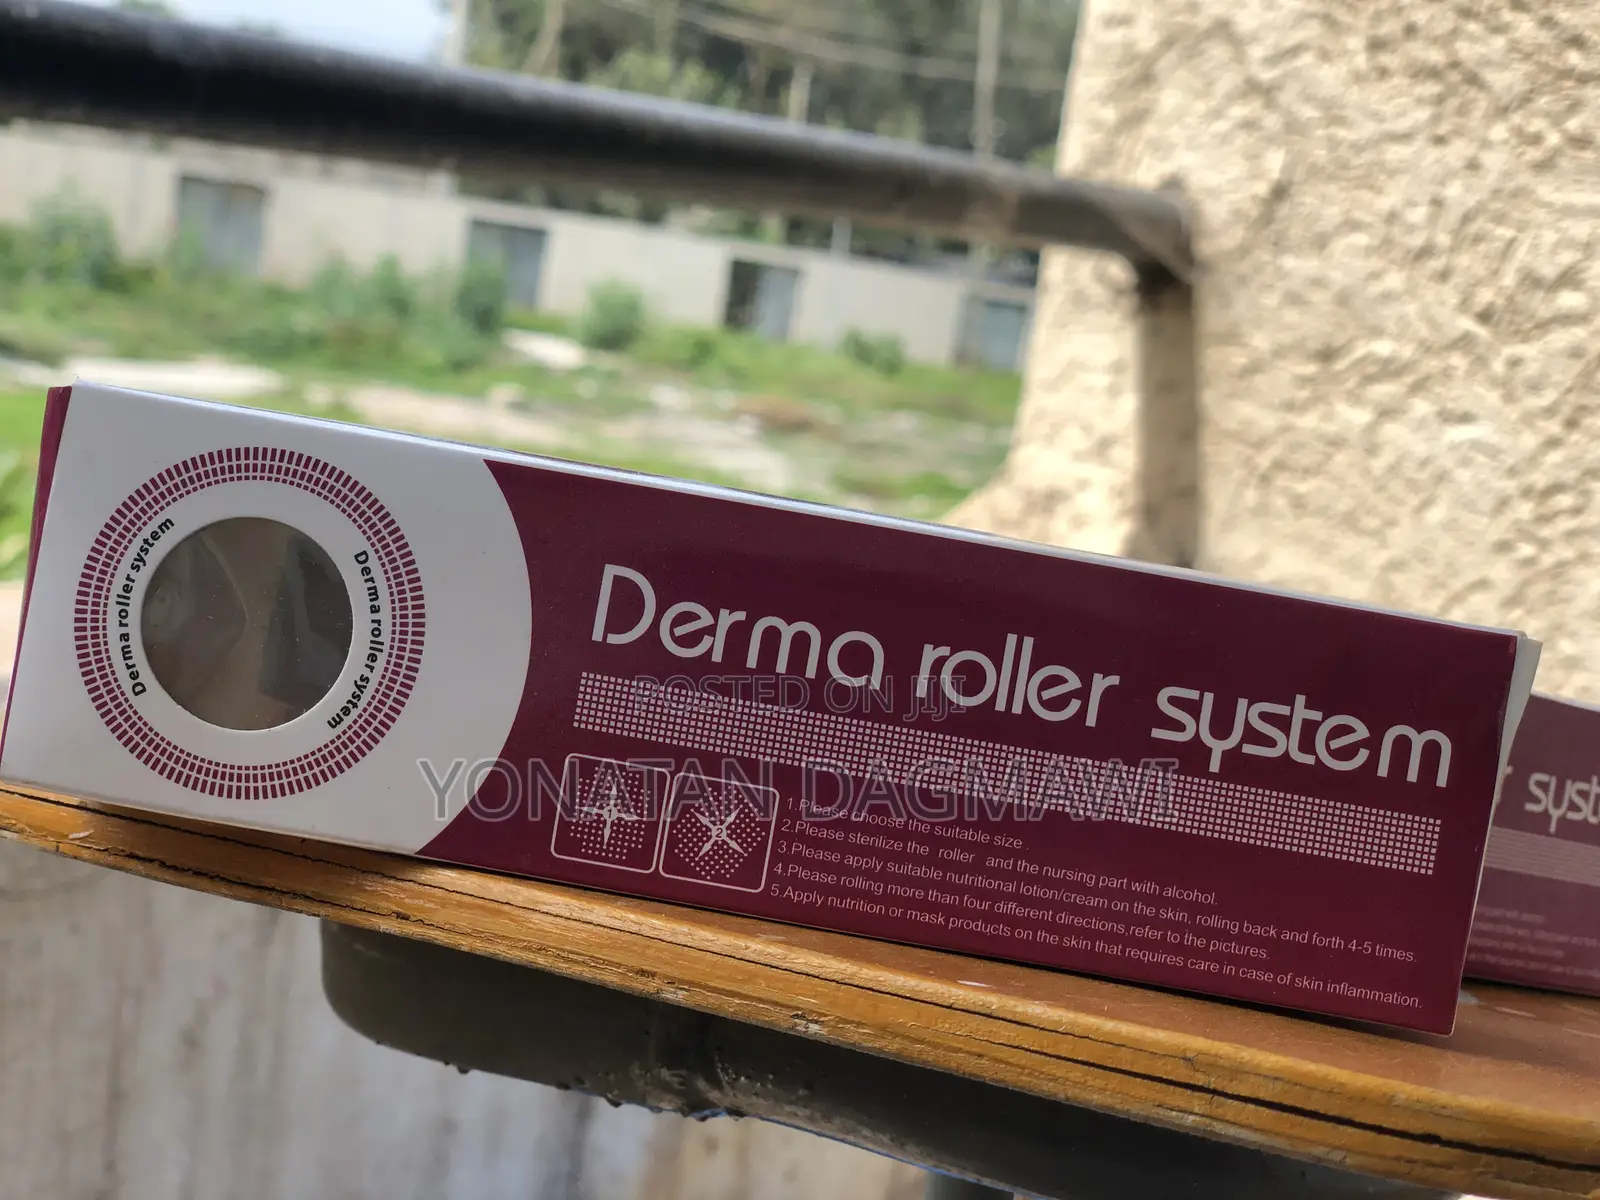 Derma roller system
Derma roller system
Derma roller system
POSTED ON JIJI
YONATAN DAGMAWI
1
2
1.Please choose the suitable size .
2.Please sterilize the roller and the nursing part with alcohol.
3.Please apply suitable nutritional lotion/cream on the skin, rolling back and forth 4-5 times.
4.Please rolling more than four different directions,refer to the pictures.
5.Apply nutrition or mask products on the skin that requires care in case of skin inflammation.
r syst